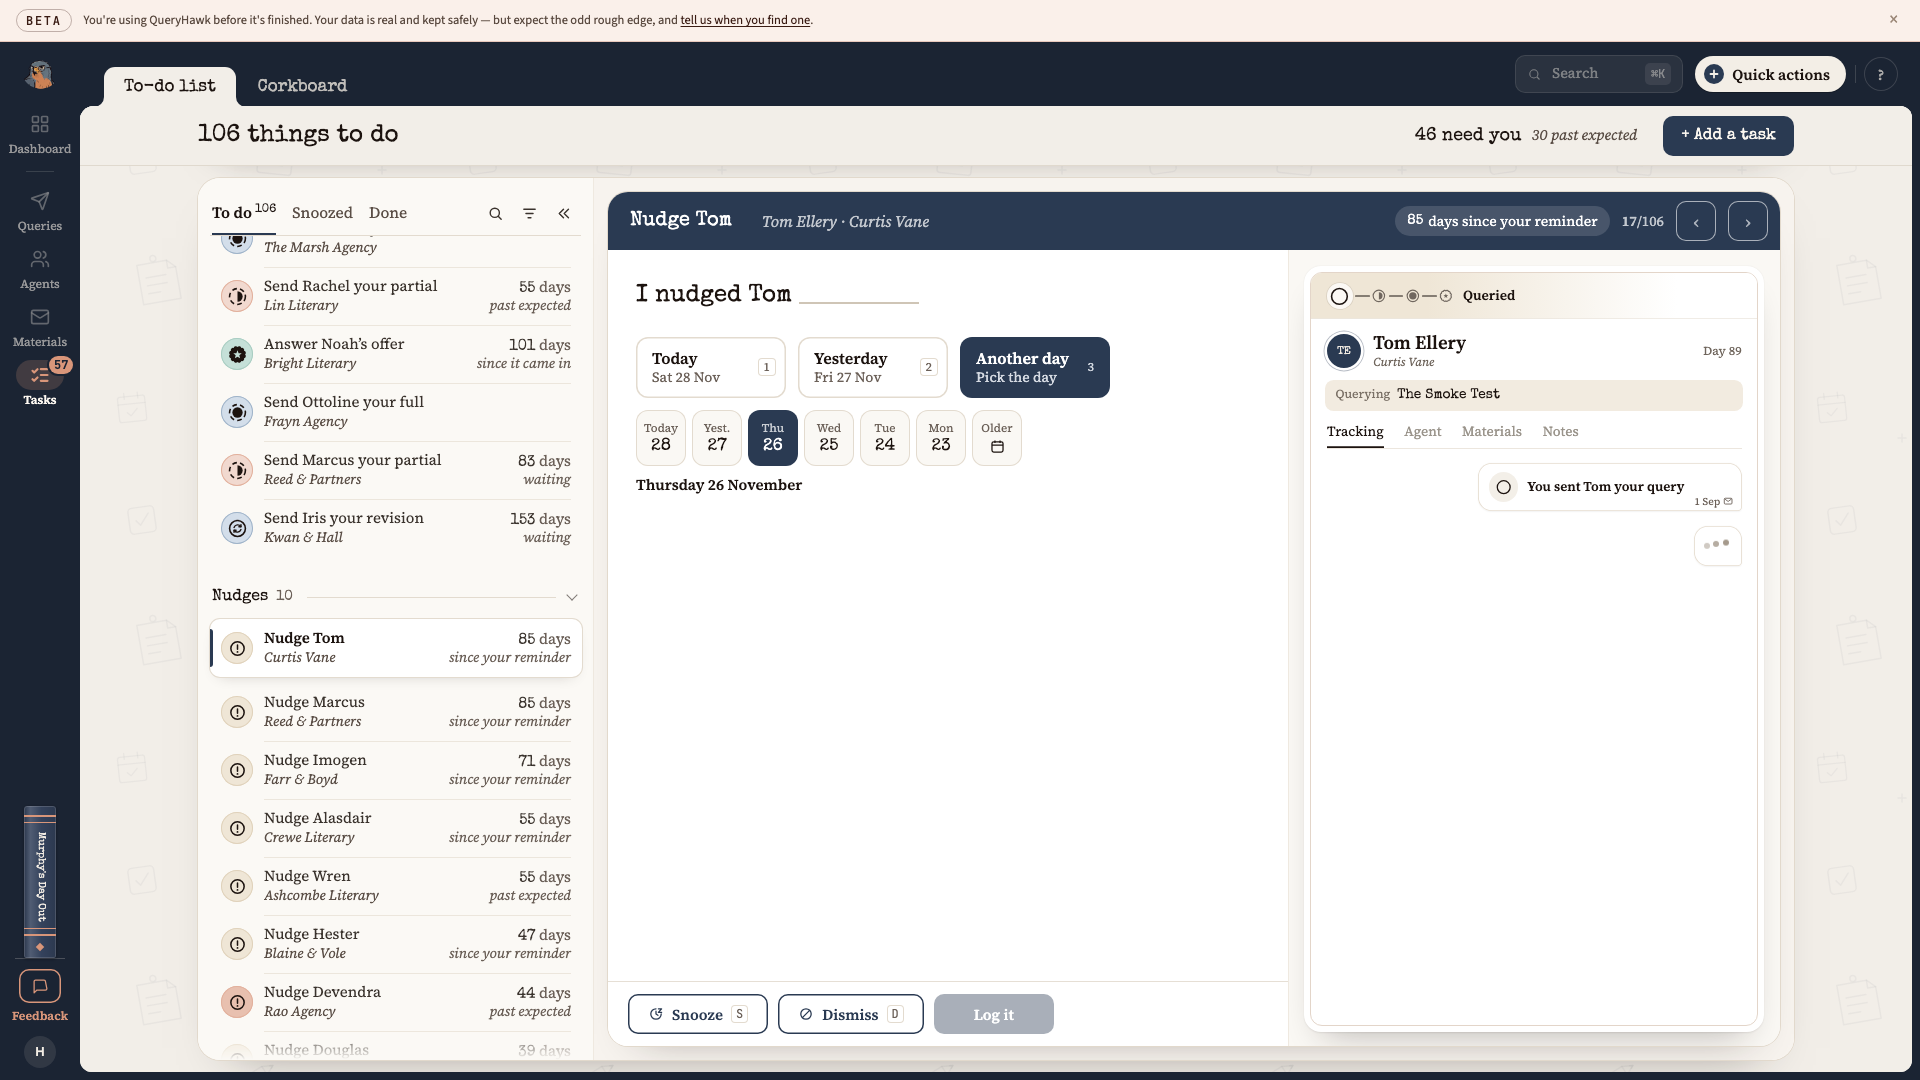 BETA You're using QueryHawk before it's finished. Your data is real and kept safely — but expect the odd rough edge, and tell us when you find one. ×
To-do list
Corkboard
Search ⌘K
+ Quick actions
?
Dashboard
Queries
Agents
Materials
57
Tasks
Murphy's Day Out
Feedback
H
106 things to do
46 need you 30 past expected
+ Add a task
To do 106 Snoozed Done
The Marsh Agency
Send Rachel your partial 55 days
Lin Literary past expected
Answer Noah's offer 101 days
Bright Literary since it came in
Send Ottoline your full
Frayn Agency
Send Marcus your partial 83 days
Reed & Partners waiting
Send Iris your revision 153 days
Kwan & Hall waiting
Nudges 10
Nudge Tom 85 days
Curtis Vane since your reminder
Nudge Marcus 85 days
Reed & Partners since your reminder
Nudge Imogen 71 days
Farr & Boyd since your reminder
Nudge Alasdair 55 days
Crewe Literary since your reminder
Nudge Wren 55 days
Ashcombe Literary past expected
Nudge Hester 47 days
Blaine & Vole since your reminder
Nudge Devendra 44 days
Rao Agency past expected
Nudge Douglas 39 days
Nudge Tom Tom Ellery · Curtis Vane 85 days since your reminder 17/106 ‹ ›
I nudged Tom
Today
Sat 28 Nov
1
Yesterday
Fri 27 Nov
2
Another day
Pick the day
3
Today Yest. Thu Wed Tue Mon Older
28 27 26 25 24 23
Thursday 26 November
Snooze S
Dismiss D
Log it
Queried
TE
Tom Ellery
Curtis Vane
Day 89
Querying The Smoke Test
Tracking Agent Materials Notes
You sent Tom your query
1 Sep